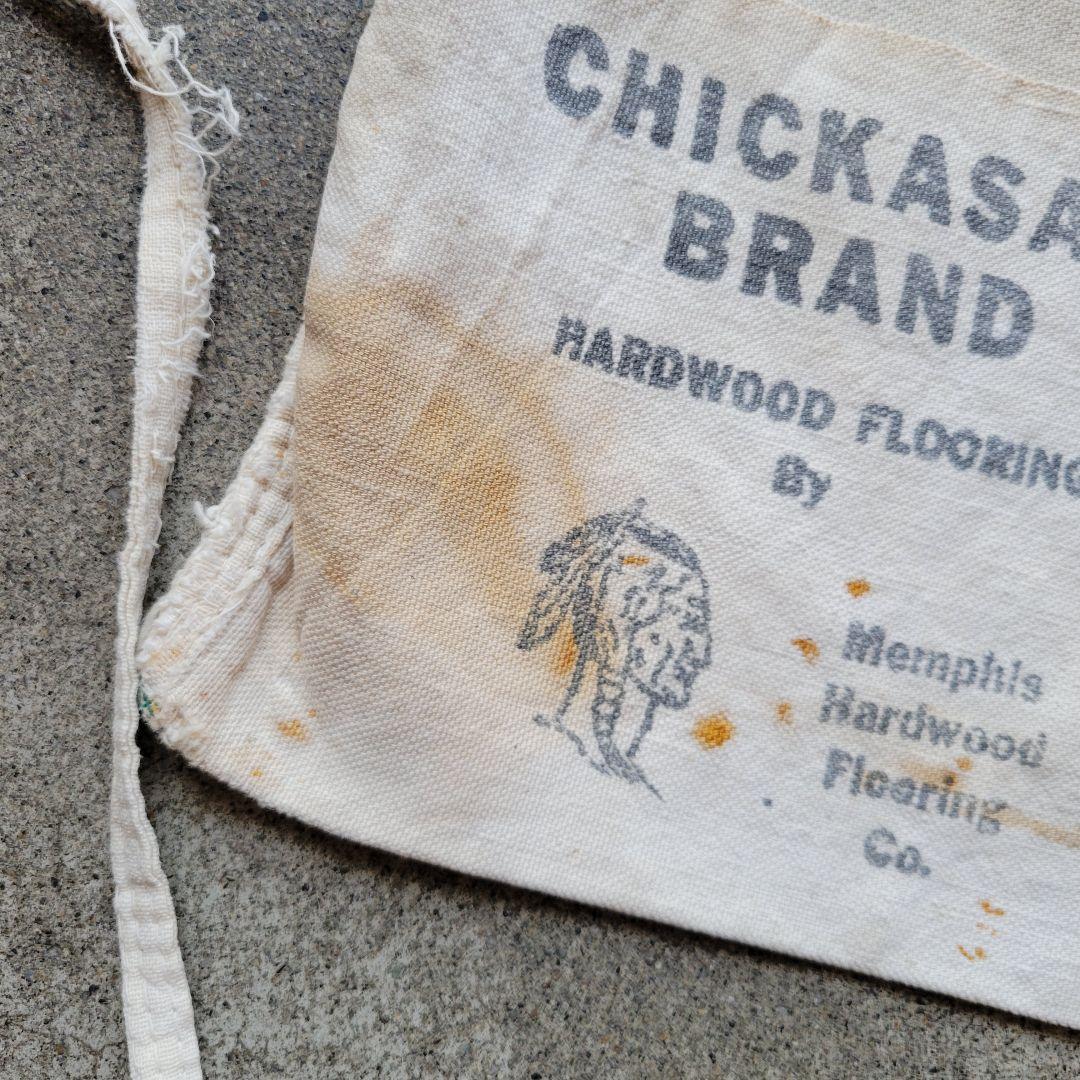 CHICKASA
BRAND
HARDWOOD FLOORING
By
Memphis
Hardwood
Flooring
Co.